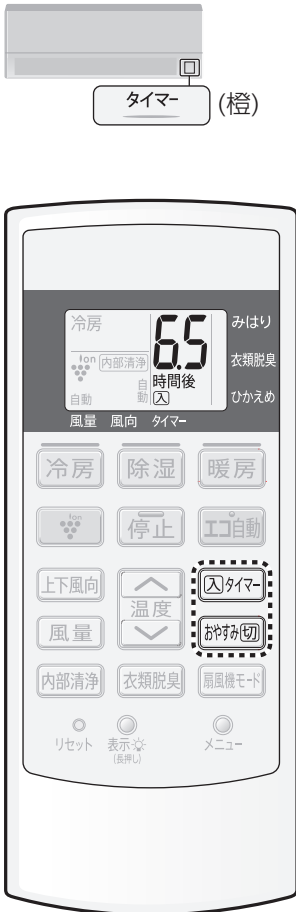 タイマー (橙)
冷房 みはり
6.5
Ion 内部清浄 衣類脱臭
自動 自動 時間後
入 ひかえめ
風量 風向 タイマー
冷房 除湿 暖房
Ion 停止 エコ自動
上下風向 入タイマー
温度
風量 おやすみ切
内部清浄 衣類脱臭 扇風機モード
リセット 表示 メニュー
(長押し)